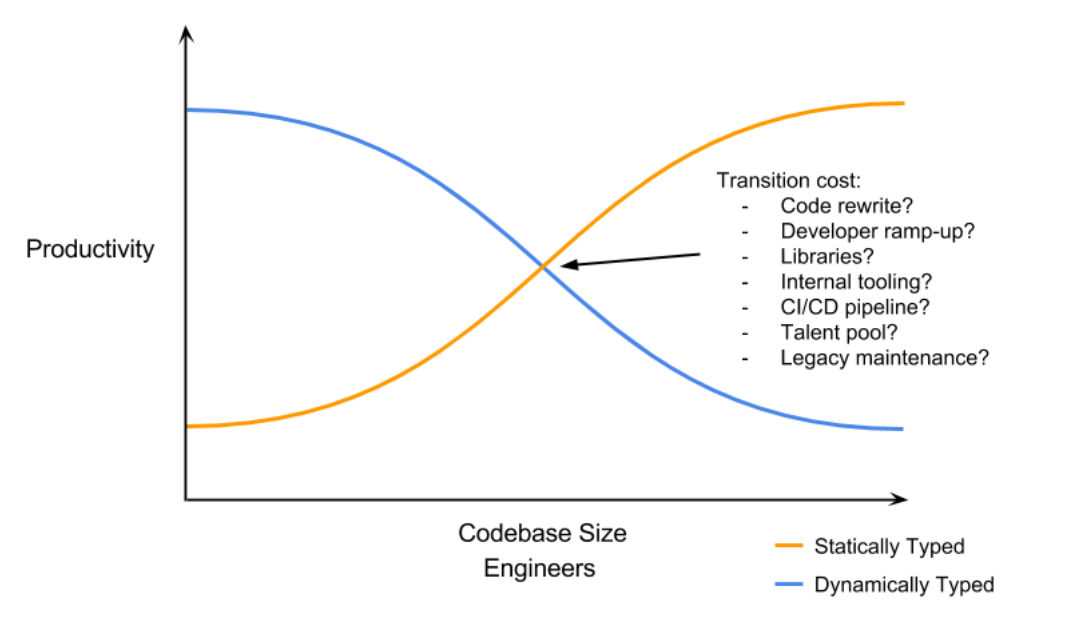 Productivity
Transition cost:
- Code rewrite?
- Developer ramp-up?
- Libraries?
- Internal tooling?
- CI/CD pipeline?
- Talent pool?
- Legacy maintenance?
Codebase Size
Engineers
Statically Typed
Dynamically Typed